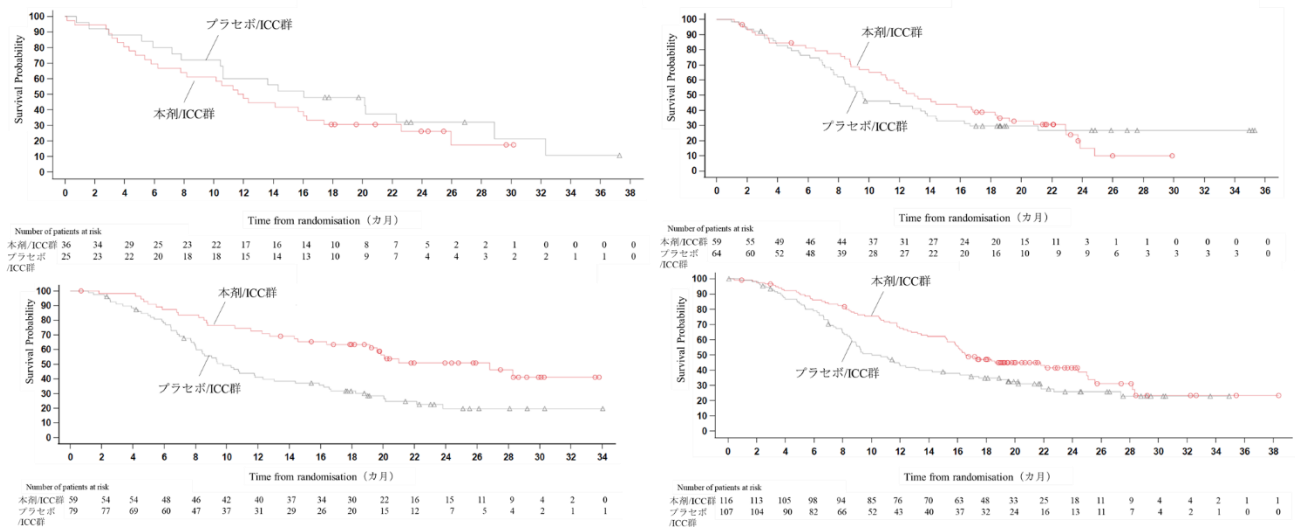 Survival Probability
100
90
80
70
60
50
40
30
20
10
0
プラセボ/ICC群
本剤/ICC群
0 2 4 6 8 10 12 14 16 18 20 22 24 26 28 30 32 34 36 38
Time from randomisation（カ月）
Number of patients at risk
本剤/ICC群 36 34 29 25 23 22 17 16 14 10 8 7 5 2 2 1 0 0 0 0
プラセボ 25 23 22 20 18 18 15 14 13 10 9 7 4 4 3 2 2 1 1 0
/ICC群
Survival Probability
100
90
80
70
60
50
40
30
20
10
0
本剤/ICC群
プラセボ/ICC群
0 2 4 6 8 10 12 14 16 18 20 22 24 26 28 30 32 34 36
Time from randomisation（カ月）
Number of patients at risk
本剤/ICC群 59 55 49 46 44 37 31 27 24 20 15 11 3 1 1 0 0 0 0
プラセボ 64 60 52 48 39 28 27 22 20 16 10 9 9 6 3 3 3 3 0
/ICC群
Survival Probability
100
90
80
70
60
50
40
30
20
10
0
本剤/ICC群
プラセボ/ICC群
0 2 4 6 8 10 12 14 16 18 20 22 24 26 28 30 32 34
Time from randomisation（カ月）
Number of patients at risk
本剤/ICC群 59 54 54 48 46 42 40 37 34 30 22 16 15 11 9 4 2 0
プラセボ 79 77 69 60 47 37 31 29 26 20 15 12 7 5 4 2 1 1
/ICC群
Survival Probability
100
90
80
70
60
50
40
30
20
10
0
本剤/ICC群
プラセボ/ICC群
0 2 4 6 8 10 12 14 16 18 20 22 24 26 28 30 32 34 36 38
Time from randomisation（カ月）
Number of patients at risk
本剤/ICC群 116 113 105 98 94 85 76 70 63 48 33 25 18 11 9 4 4 2 1 1
プラセボ 107 104 90 82 66 52 43 40 37 32 24 16 13 11 7 4 2 1 0 0
/ICC群